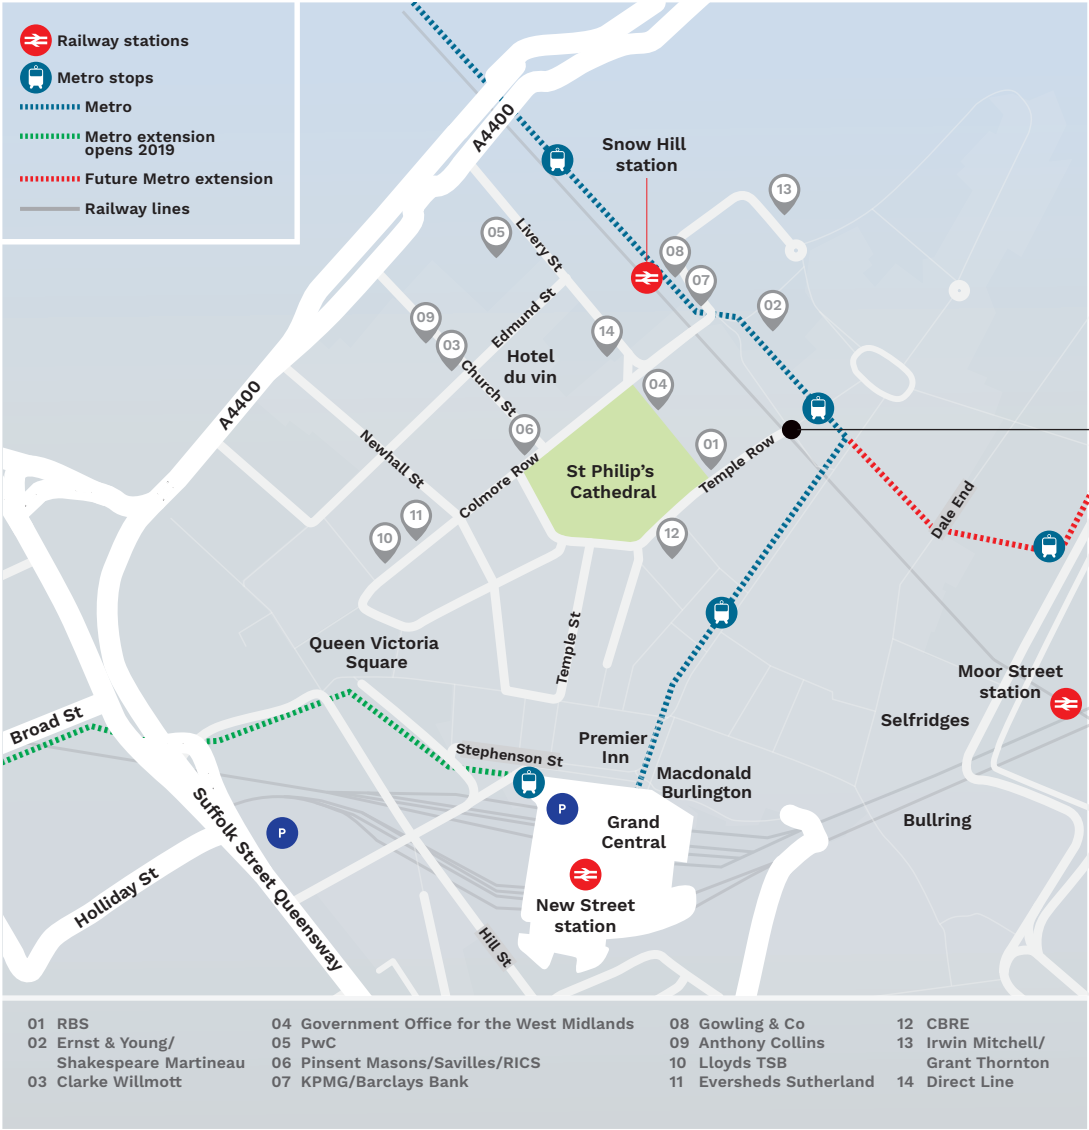 Railway stations
Metro stops
Metro
Metro extension
opens 2019
Future Metro extension
Railway lines
A4400
Snow Hill
station
13
05
Livery St
08
07
02
09
03
Edmund St
14
Hotel
du vin
Church St
04
A4400
06
01
Newhall St
Colmore Row
St Philip's
Cathedral
Temple Row
11
10
12
Dale End
Queen Victoria
Square
Temple St
Moor Street
station
Selfridges
Broad St
Stephenson St
Premier
Inn
Macdonald
Burlington
P
P
Grand
Central
Bullring
Suffolk Street Queensway
Holliday St
New Street
station
Hill St
01 RBS
02 Ernst & Young/
Shakespeare Martineau
03 Clarke Willmott
04 Government Office for the West Midlands
05 PwC
06 Pinsent Masons/Savilles/RICS
07 KPMG/Barclays Bank
08 Gowling & Co
09 Anthony Collins
10 Lloyds TSB
11 Eversheds Sutherland
12 CBRE
13 Irwin Mitchell/
Grant Thornton
14 Direct Line